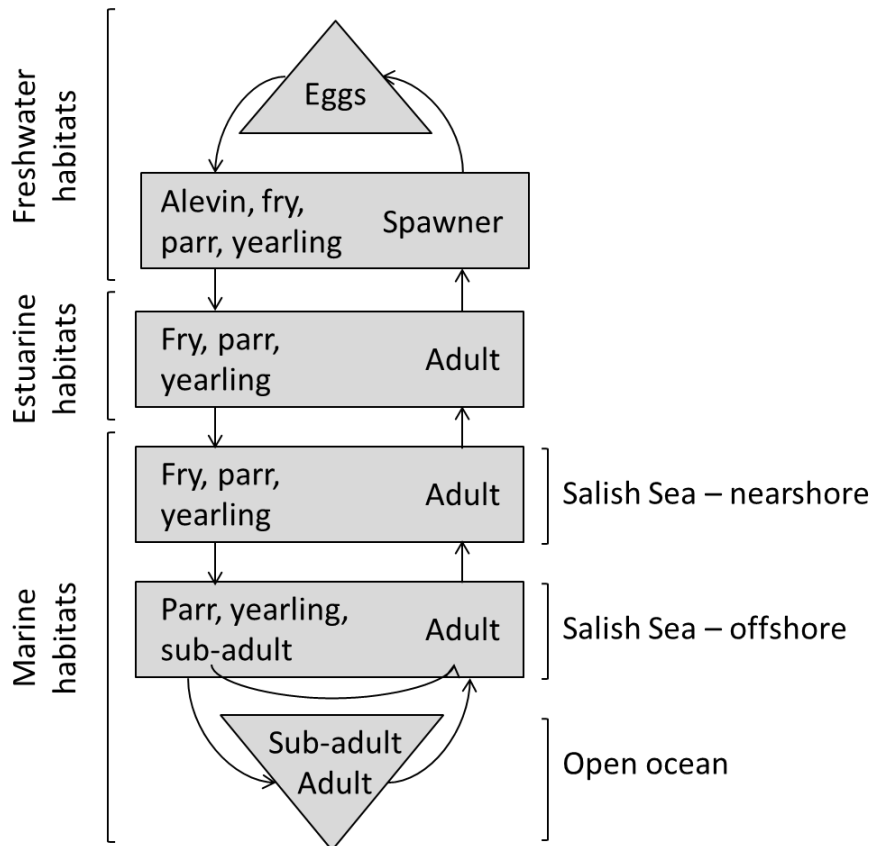 Freshwater
habitats
Eggs
Alevin, fry,
parr, yearling
Spawner
Estuarine
habitats
Fry, parr,
yearling
Adult
Marine
habitats
Fry, parr,
yearling
Adult
Salish Sea – nearshore
Parr, yearling,
sub-adult
Adult
Salish Sea – offshore
Sub-adult
Adult
Open ocean